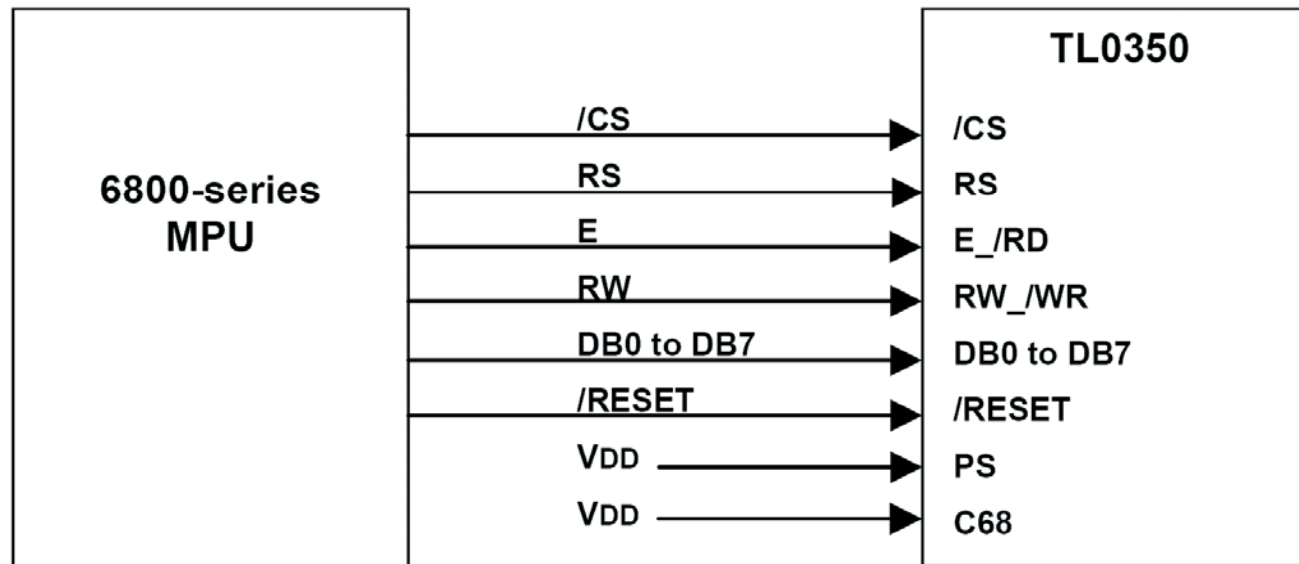 6800-series
MPU
/CS
RS
E
RW
DB0 to DB7
/RESET
VDD
VDD
TL0350
/CS
RS
E_/RD
RW_/WR
DB0 to DB7
/RESET
PS
C68